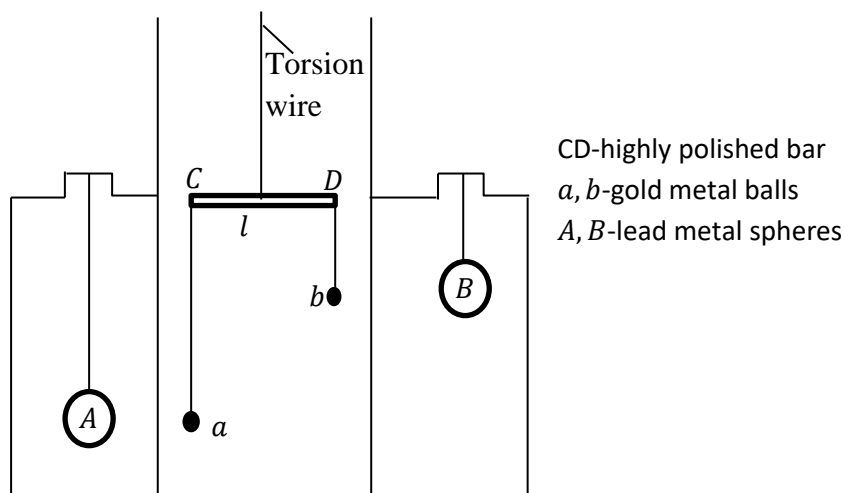 Torsion
wire
C D
l
b
B
A
a
CD-highly polished bar
a, b-gold metal balls
A, B-lead metal spheres